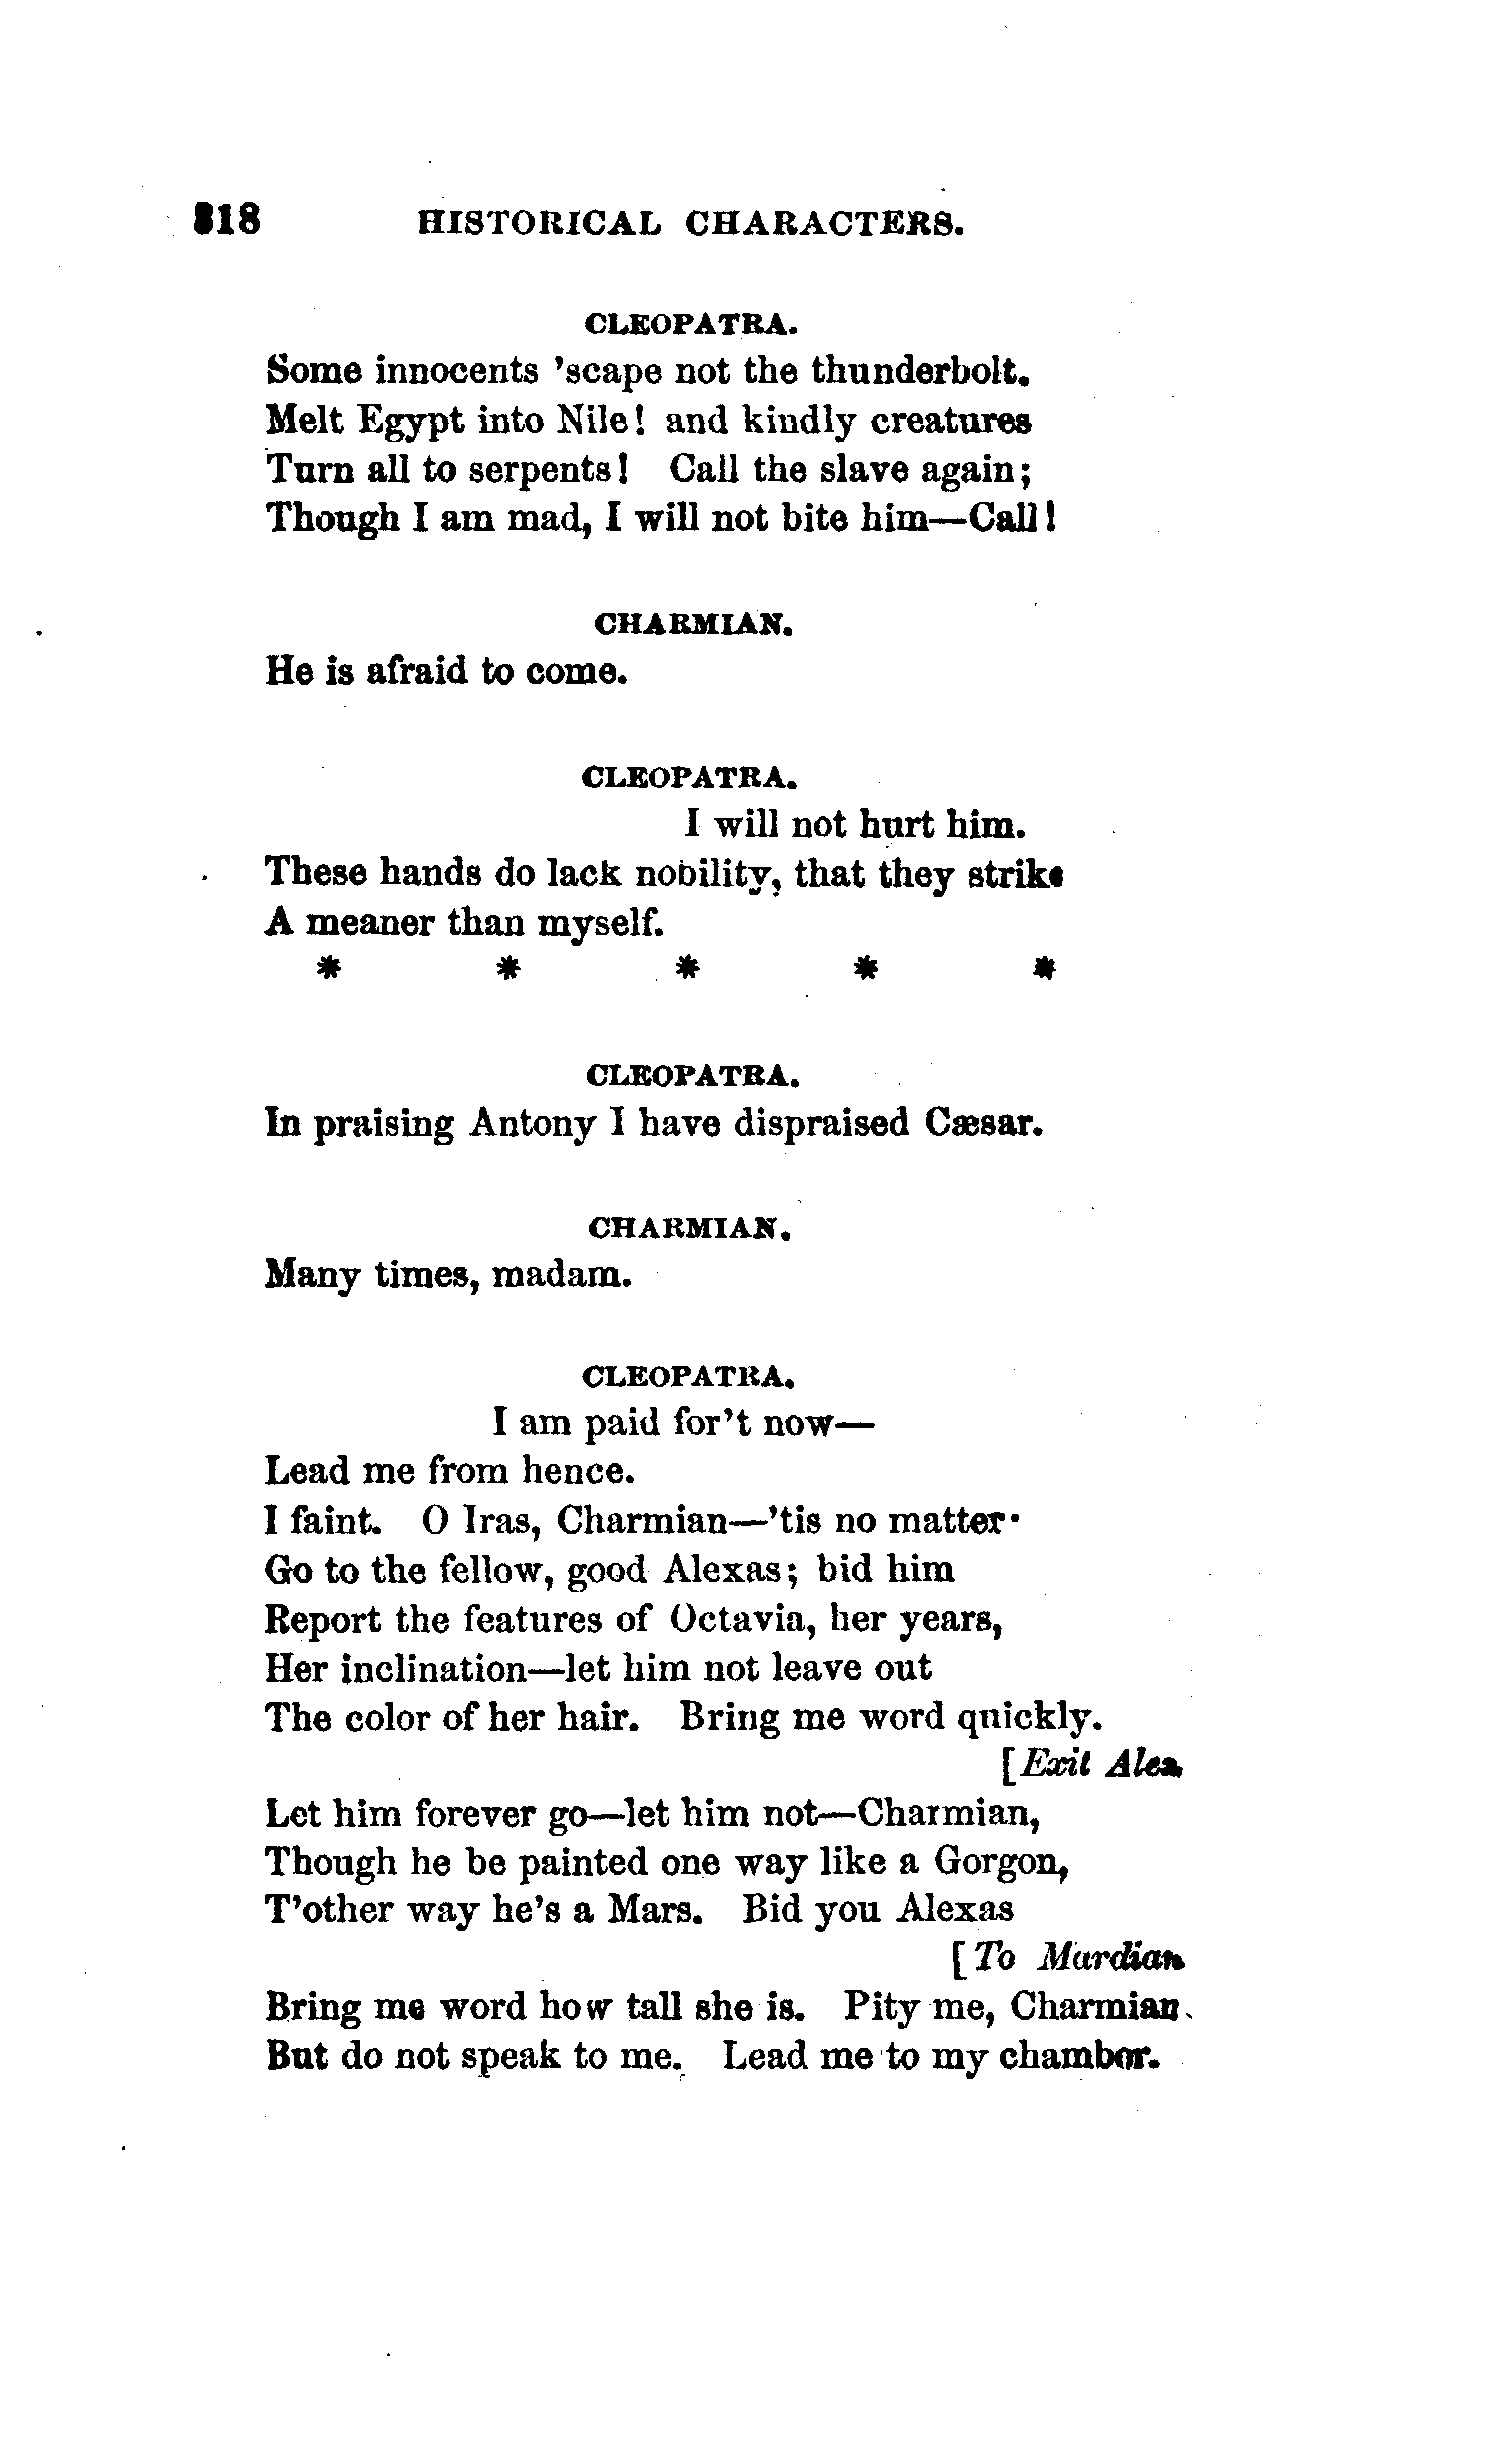 318 HISTORICAL CHARACTERS.
CLEOPATRA.
Some innocents 'scape not the thunderbolt.
Melt Egypt into Nile! and kindly creatures
Turn all to serpents! Call the slave again;
Though I am mad, I will not bite him—Call!
CHARMIAN.
He is afraid to come.
CLEOPATRA.
I will not hurt him.
These hands do lack nobility, that they strike
A meaner than myself.
* * * * *
CLEOPATRA.
In praising Antony I have dispraised Cæsar.
CHARMIAN.
Many times, madam.
CLEOPATRA.
I am paid for't now—
Lead me from hence.
I faint. O Iras, Charmian—'tis no matter·
Go to the fellow, good Alexas; bid him
Report the features of Octavia, her years,
Her inclination—let him not leave out
The color of her hair. Bring me word quickly.
[Exit Alex.
Let him forever go—let him not—Charmian,
Though he be painted one way like a Gorgon,
T'other way he's a Mars. Bid you Alexas
[To Mardian.
Bring me word how tall she is. Pity me, Charmian.
But do not speak to me. Lead me to my chamber.